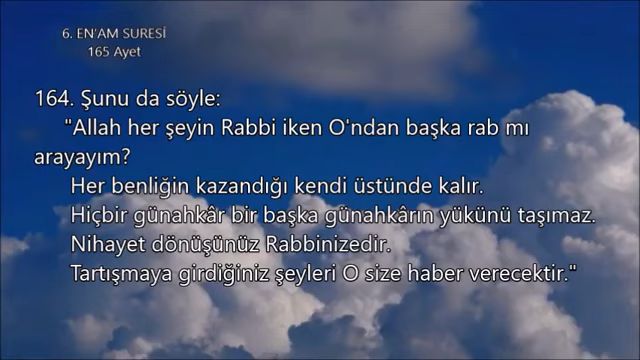 6. EN'AM SURESİ
165 Ayet
164. Şunu da söyle:
"Allah her şeyin Rabbi iken O'ndan başka rab mı
arayayım?
Her benliğin kazandığı kendi üstünde kalır.
Hiçbir günahkâr bir başka günahkârın yükünü taşımaz.
Nihayet dönüşünüz Rabbinizedir.
Tartışmaya girdiğiniz şeyleri O size haber verecektir."